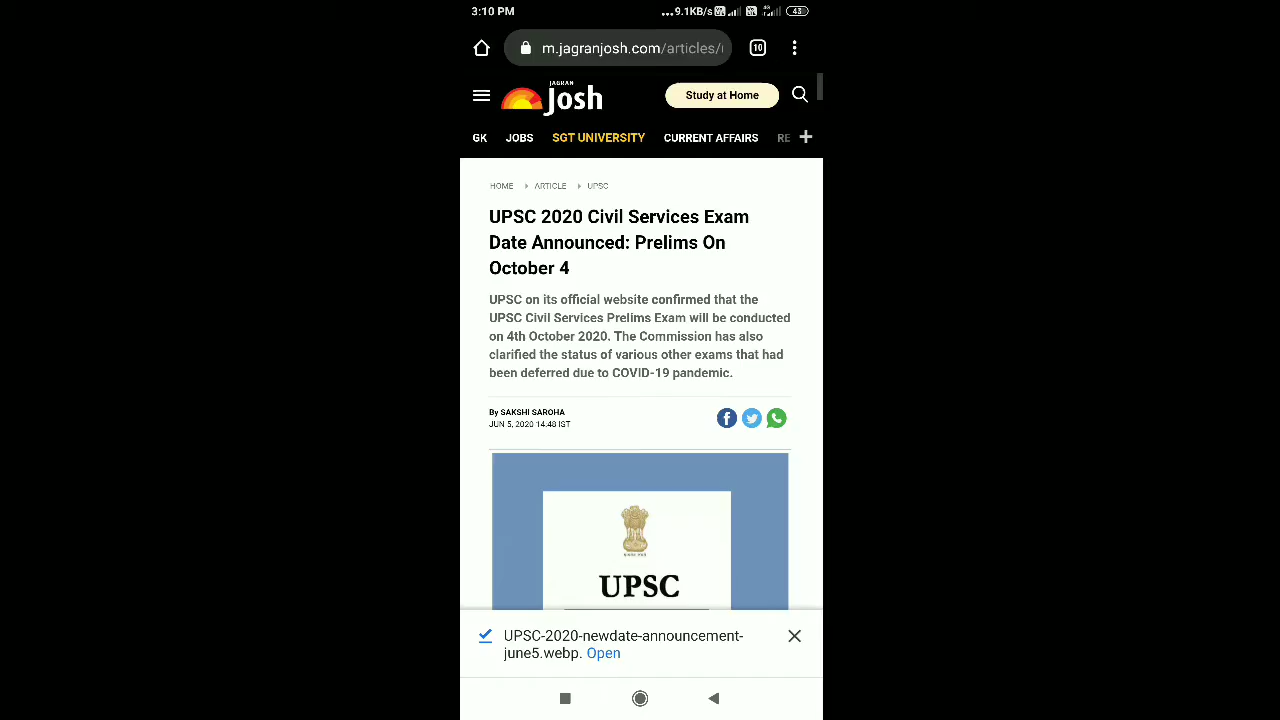 3:10 PM
9.1KB/s
4G
43
m.jagranjosh.com/articles/
10
JAGRAN
Josh
Study at Home
GK JOBS SGT UNIVERSITY CURRENT AFFAIRS RE
HOME ARTICLE UPSC
UPSC 2020 Civil Services Exam
Date Announced: Prelims On
October 4
UPSC on its official website confirmed that the
UPSC Civil Services Prelims Exam will be conducted
on 4th October 2020. The Commission has also
clarified the status of various other exams that had
been deferred due to COVID-19 pandemic.
By SAKSHI SAROHA
JUN 5, 2020 14:48 IST
UPSC
UPSC-2020-newdate-announcement-
june5.webp. Open